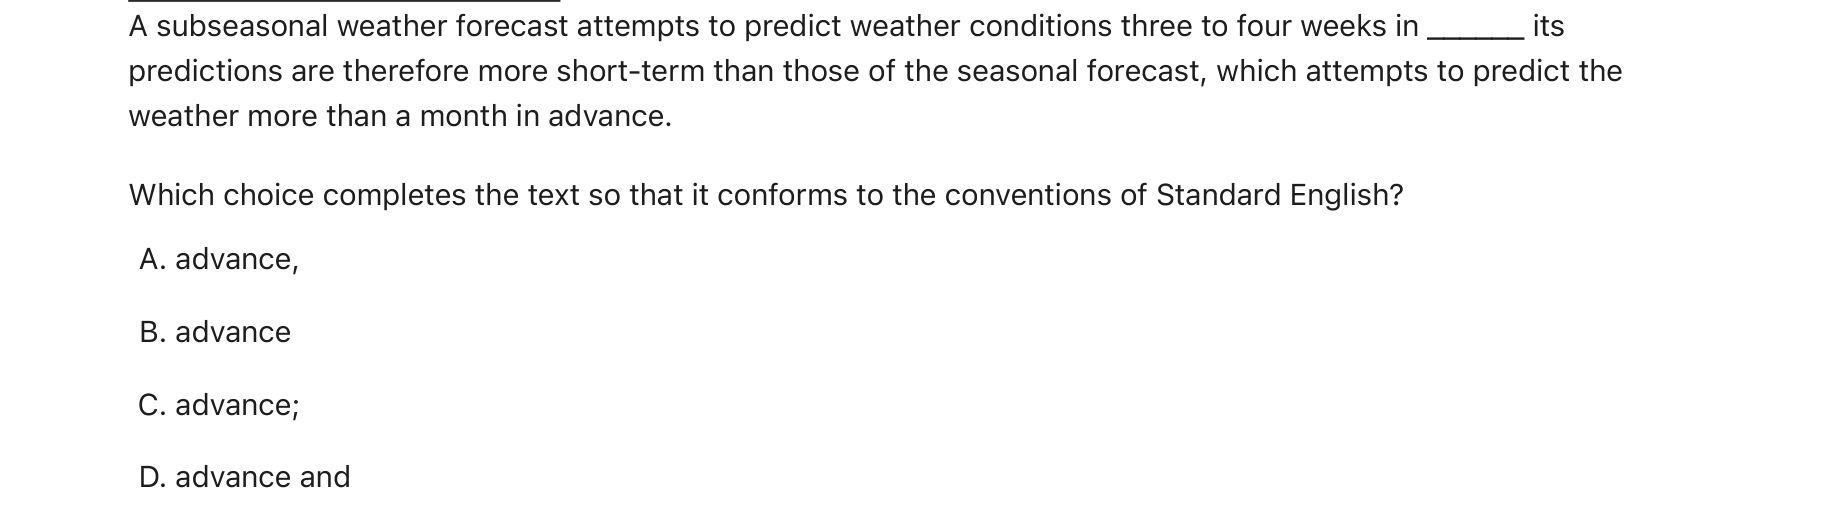 A subseasonal weather forecast attempts to predict weather conditions three to four weeks in ______ its
predictions are therefore more short-term than those of the seasonal forecast, which attempts to predict the
weather more than a month in advance.
Which choice completes the text so that it conforms to the conventions of Standard English?
A. advance,
B. advance
C. advance;
D. advance and